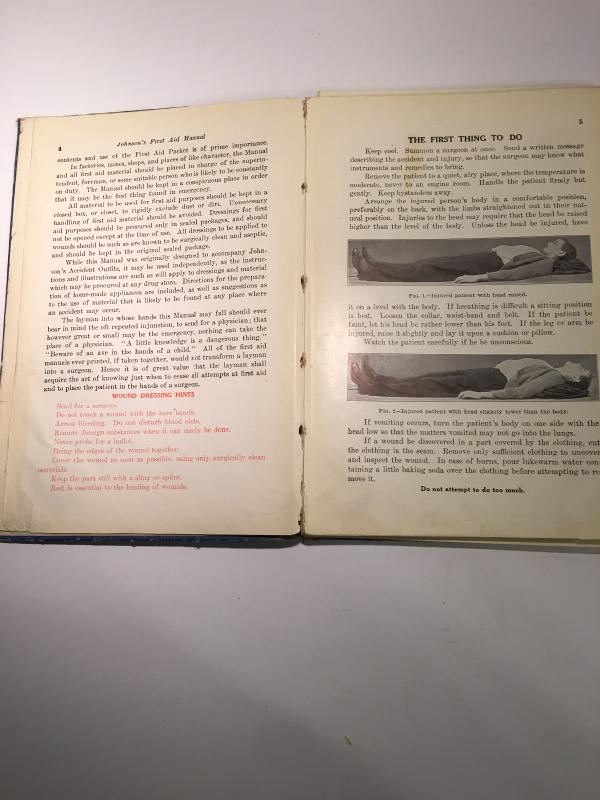 4
Johnson's First Aid Manual
contents and use of the First Aid Packet is of prime importance.
In factories, mines, shops, and places of like character, the Manual
and all first aid material should be placed in charge of the superin-
tendent, foreman, or some suitable person who is likely to be constantly
on duty. The Manual should be kept in a conspicuous place in order
that it may be the first thing found in emergency.
All material to be used for first aid purposes should be kept in a
closed box, or closet, to rigidly exclude dust or dirt. Unnecessary
handling of first aid material should be avoided. Dressings for first
aid purposes should be procured only in sealed packages, and should
not be opened except at the time of use. All dressings to be applied to
wounds should be such as are known to be surgically clean and aseptic,
and should be kept in the original sealed package.
While this Manual was originally designed to accompany John-
son's Accident Outfits, it may be used independently, as the instruc-
tions and illustrations are such as will apply to dressings and material
which may be procured at any drug store. Directions for the prepara-
tion of home-made appliances are included, as well as suggestions as
to the use of material that is likely to be found at any place where
an accident may occur.
The layman into whose hands this Manual may fall should ever
bear in mind the oft repeated injunction, to send for a physician; that
however great or small may be the emergency, nothing can take the
place of a physician. "A little knowledge is a dangerous thing."
"Beware of an axe in the hands of a child." All of the first aid
manuals ever printed, if taken together, would not transform a layman
into a surgeon. Hence it is of great value that the layman shall
acquire the art of knowing just when to cease all attempts at first aid
and to place the patient in the hands of a surgeon.
WOUND DRESSING HINTS
Send for a surgeon.
Do not touch a wound with the bare hands.
Arrest bleeding. Do not disturb blood clots.
Remove foreign substances when it can easily be done.
Never probe for a bullet.
Bring the edges of the wound together.
Cover the wound as soon as possible, using only surgically clean
materials.
Keep the part still with a sling or splint.
Rest is essential to the healing of wounds.
5
THE FIRST THING TO DO
Keep cool. Summon a surgeon at once. Send a written message
describing the accident and injury, so that the surgeon may know what
instruments and remedies to bring.
Remove the patient to a quiet, airy place, where the temperature is
moderate, never to an engine room. Handle the patient firmly but
gently. Keep bystanders away.
Arrange the injured person's body in a comfortable position,
preferably on the back, with the limbs straightened out in their nat-
ural position. Injuries to the head may require that the head be raised
higher than the level of the body. Unless the head be injured, have
FIG. 1.—Injured patient with head raised.
it on a level with the body. If breathing is difficult a sitting position
is best. Loosen the collar, waist-band and belt. If the patient be
faint, let his head be rather lower than his feet. If the leg or arm be
injured, raise it slightly and lay it upon a cushion or pillow.
Watch the patient carefully if he be unconscious.
FIG. 2.—Injured patient with head slightly lower than the body.
If vomiting occurs, turn the patient's body on one side with the
head low so that the matters vomited may not go into the lungs.
If a wound be discovered in a part covered by the clothing, cut
the clothing in the seam. Remove only sufficient clothing to uncover
and inspect the wound. In case of burns, pour lukewarm water con-
taining a little baking soda over the clothing before attempting to re
move it.
Do not attempt to do too much.